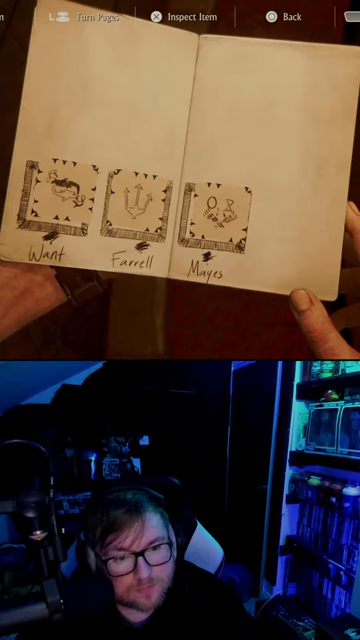 L Turn Pages
Inspect Item
Back
Want
Farrell
Mayes